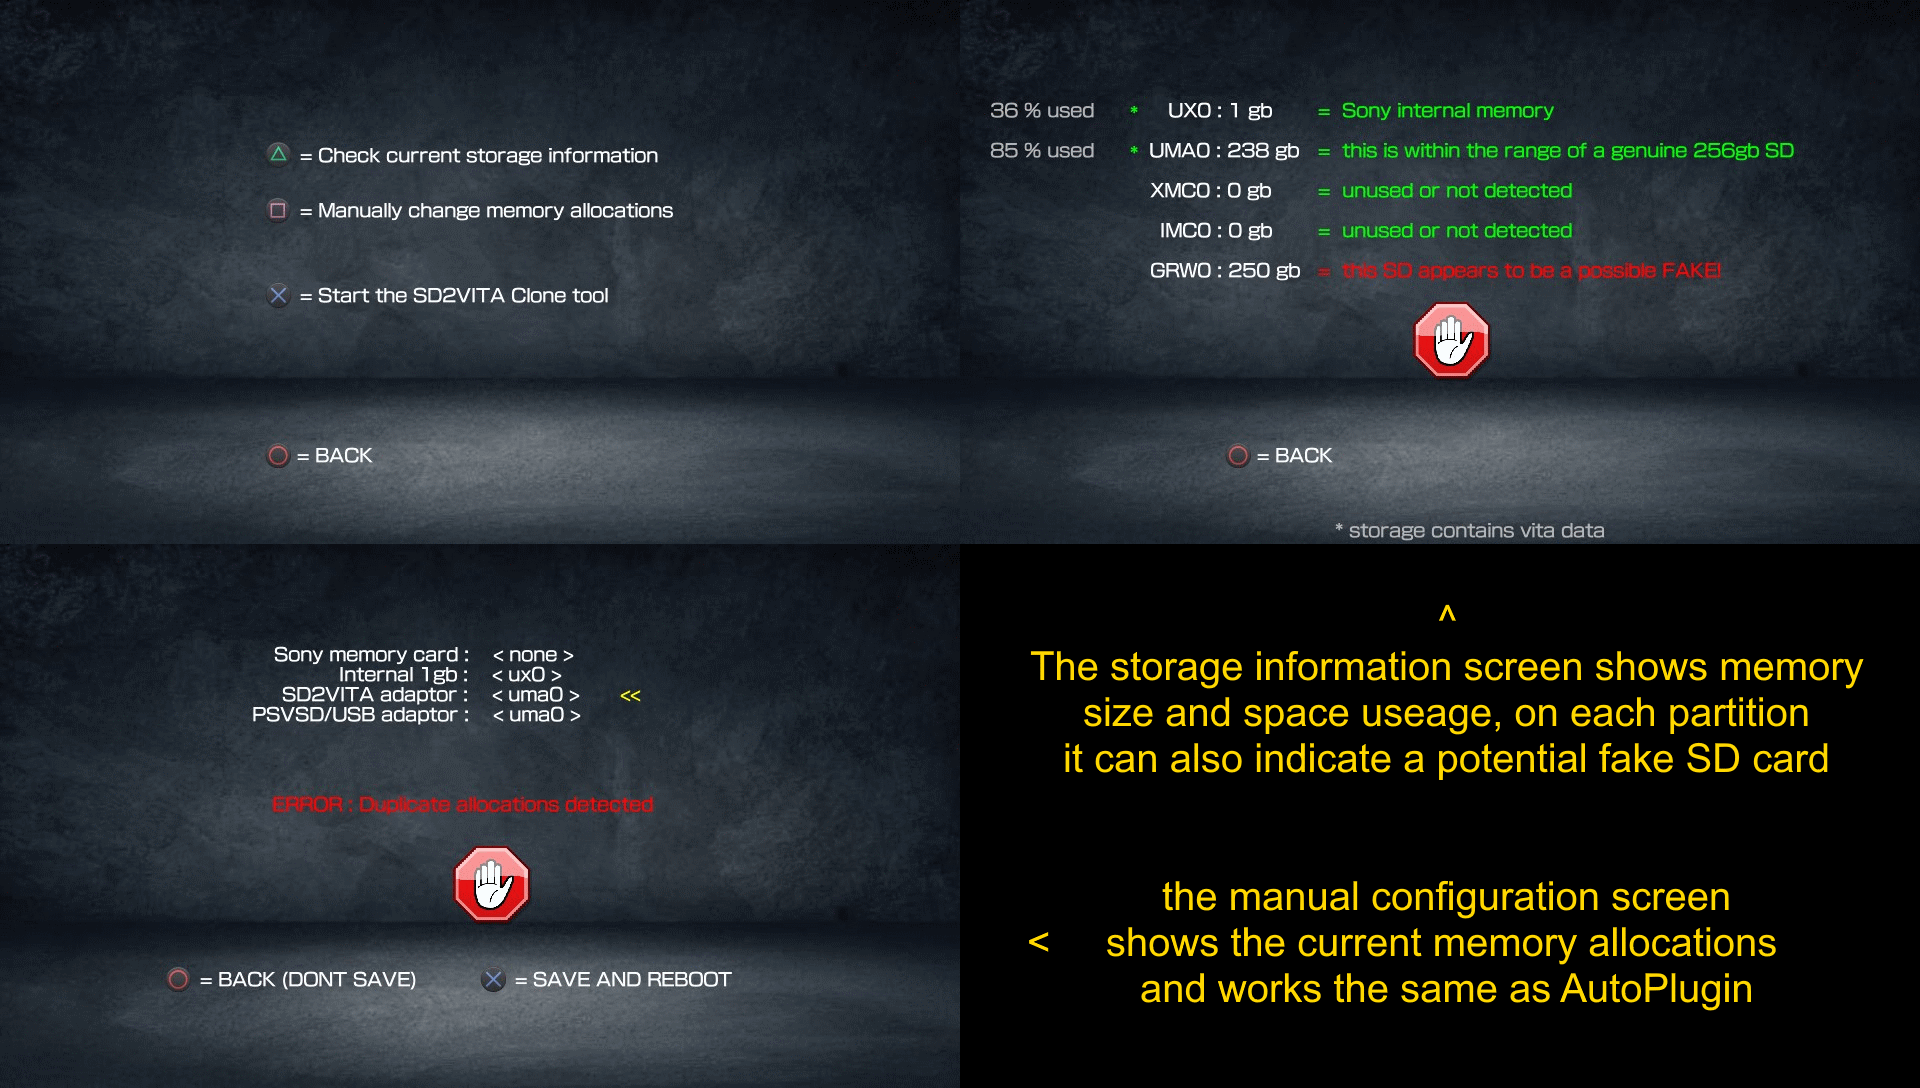 = Check current storage information
= Manually change memory allocations
= Start the SD2VITA Clone tool
= BACK
36 % used * UX0 : 1 gb = Sony internal memory
85 % used * UMA0 : 238 gb = this is within the range of a genuine 256gb SD
XMC0 : 0 gb = unused or not detected
IMC0 : 0 gb = unused or not detected
GRW0 : 250 gb = this SD appears to be a possible FAKE!
= BACK
* storage contains vita data
Sony memory card : < none >
Internal 1gb : < ux0 >
SD2VITA adaptor : < uma0 > <<
PSVSD/USB adaptor : < uma0 >
ERROR : Duplicate allocations detected
= BACK (DONT SAVE) = SAVE AND REBOOT
^
The storage information screen shows memory
size and space useage, on each partition
it can also indicate a potential fake SD card
the manual configuration screen
< shows the current memory allocations
and works the same as AutoPlugin